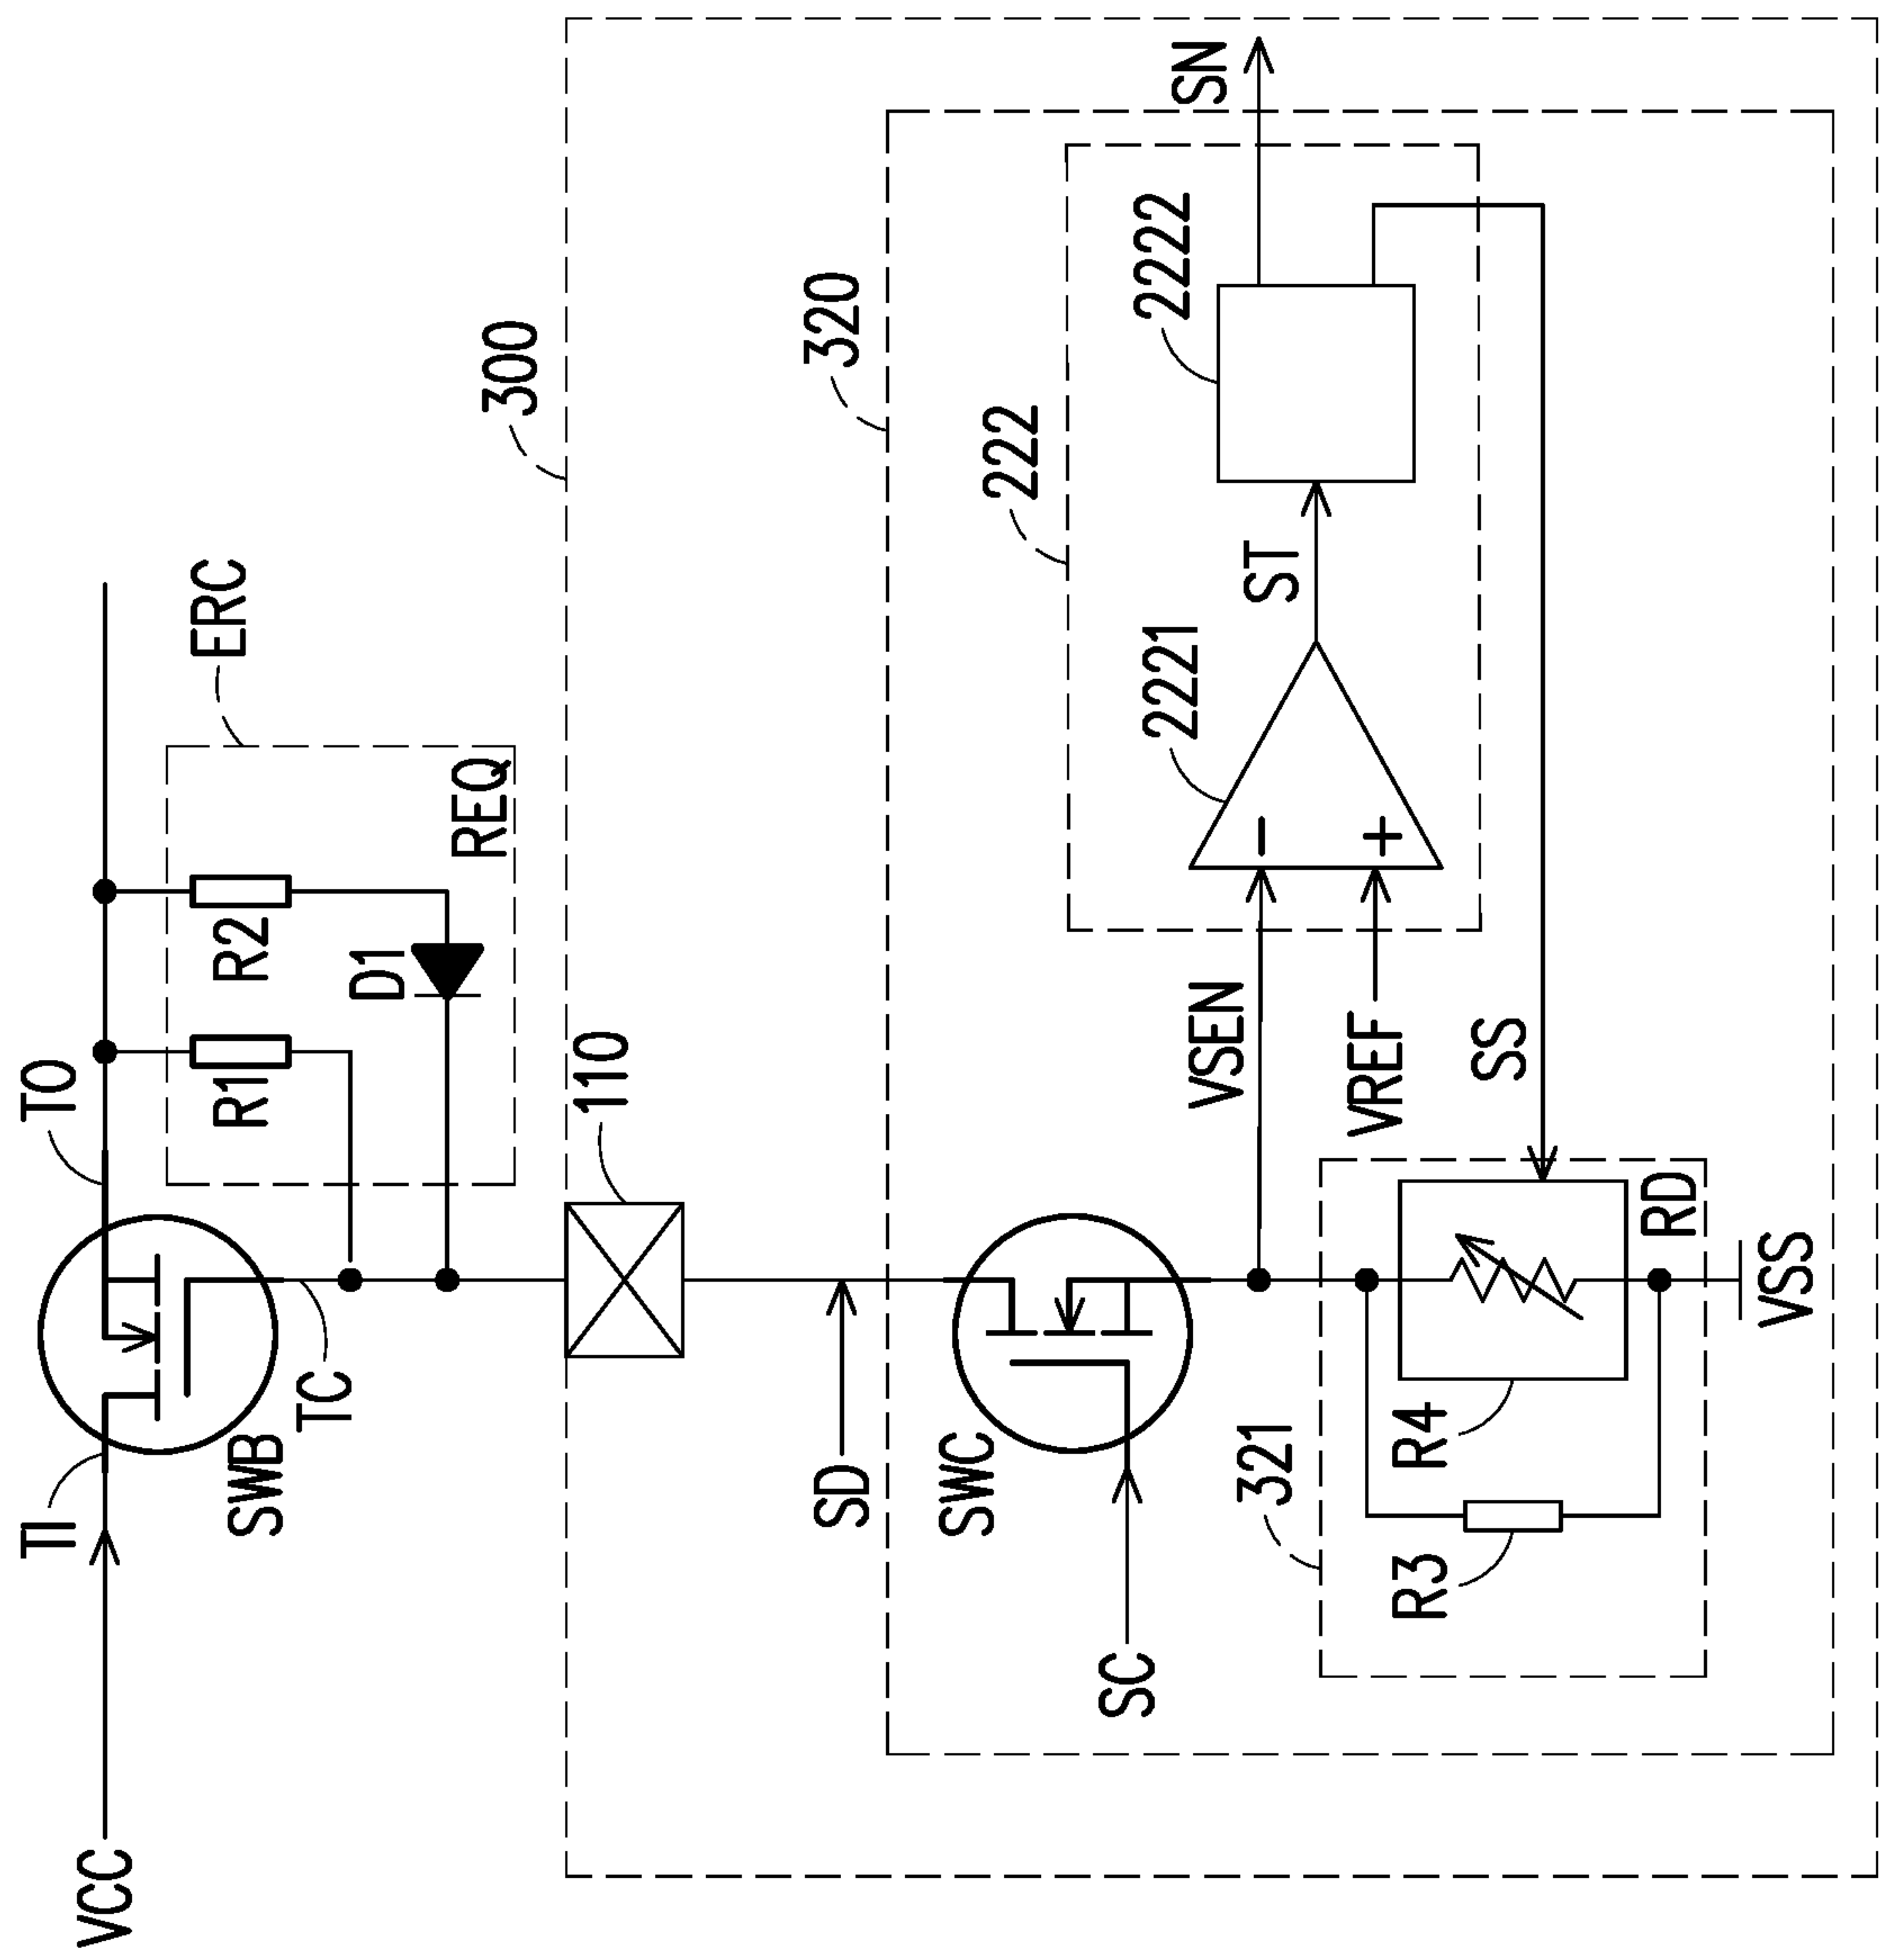 VCC
TI
TO
SWB
TC
R1
R2
D1
REQ
ERC
300
110
SD
320
SWC
SC
VSEN
VREF
222
2221
ST
2222
SN
321
R3
R4
RD
SS
VSS